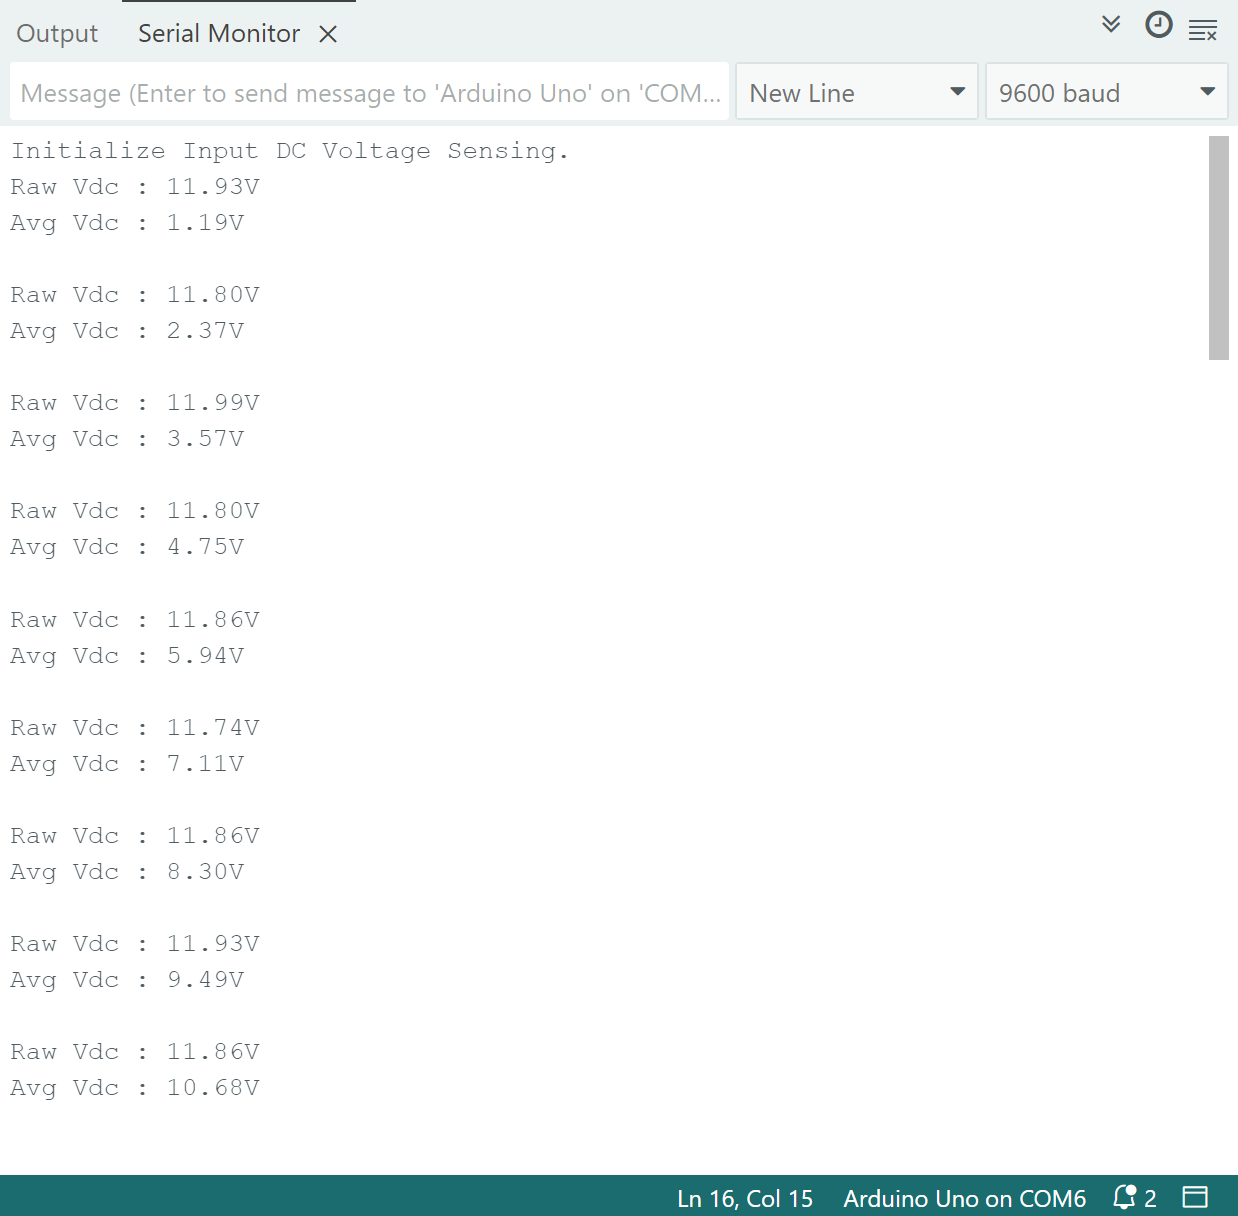 Output Serial Monitor
Message (Enter to send message to 'Arduino Uno' on 'COM... New Line 9600 baud
Initialize Input DC Voltage Sensing.
Raw Vdc : 11.93V
Avg Vdc : 1.19V
Raw Vdc : 11.80V
Avg Vdc : 2.37V
Raw Vdc : 11.99V
Avg Vdc : 3.57V
Raw Vdc : 11.80V
Avg Vdc : 4.75V
Raw Vdc : 11.86V
Avg Vdc : 5.94V
Raw Vdc : 11.74V
Avg Vdc : 7.11V
Raw Vdc : 11.86V
Avg Vdc : 8.30V
Raw Vdc : 11.93V
Avg Vdc : 9.49V
Raw Vdc : 11.86V
Avg Vdc : 10.68V
Ln 16, Col 15 Arduino Uno on COM6 2